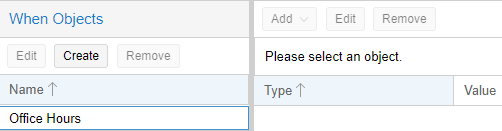 When Objects
Edit Create Remove
Name
Office Hours
Add Edit Remove
Please select an object.
Type Value